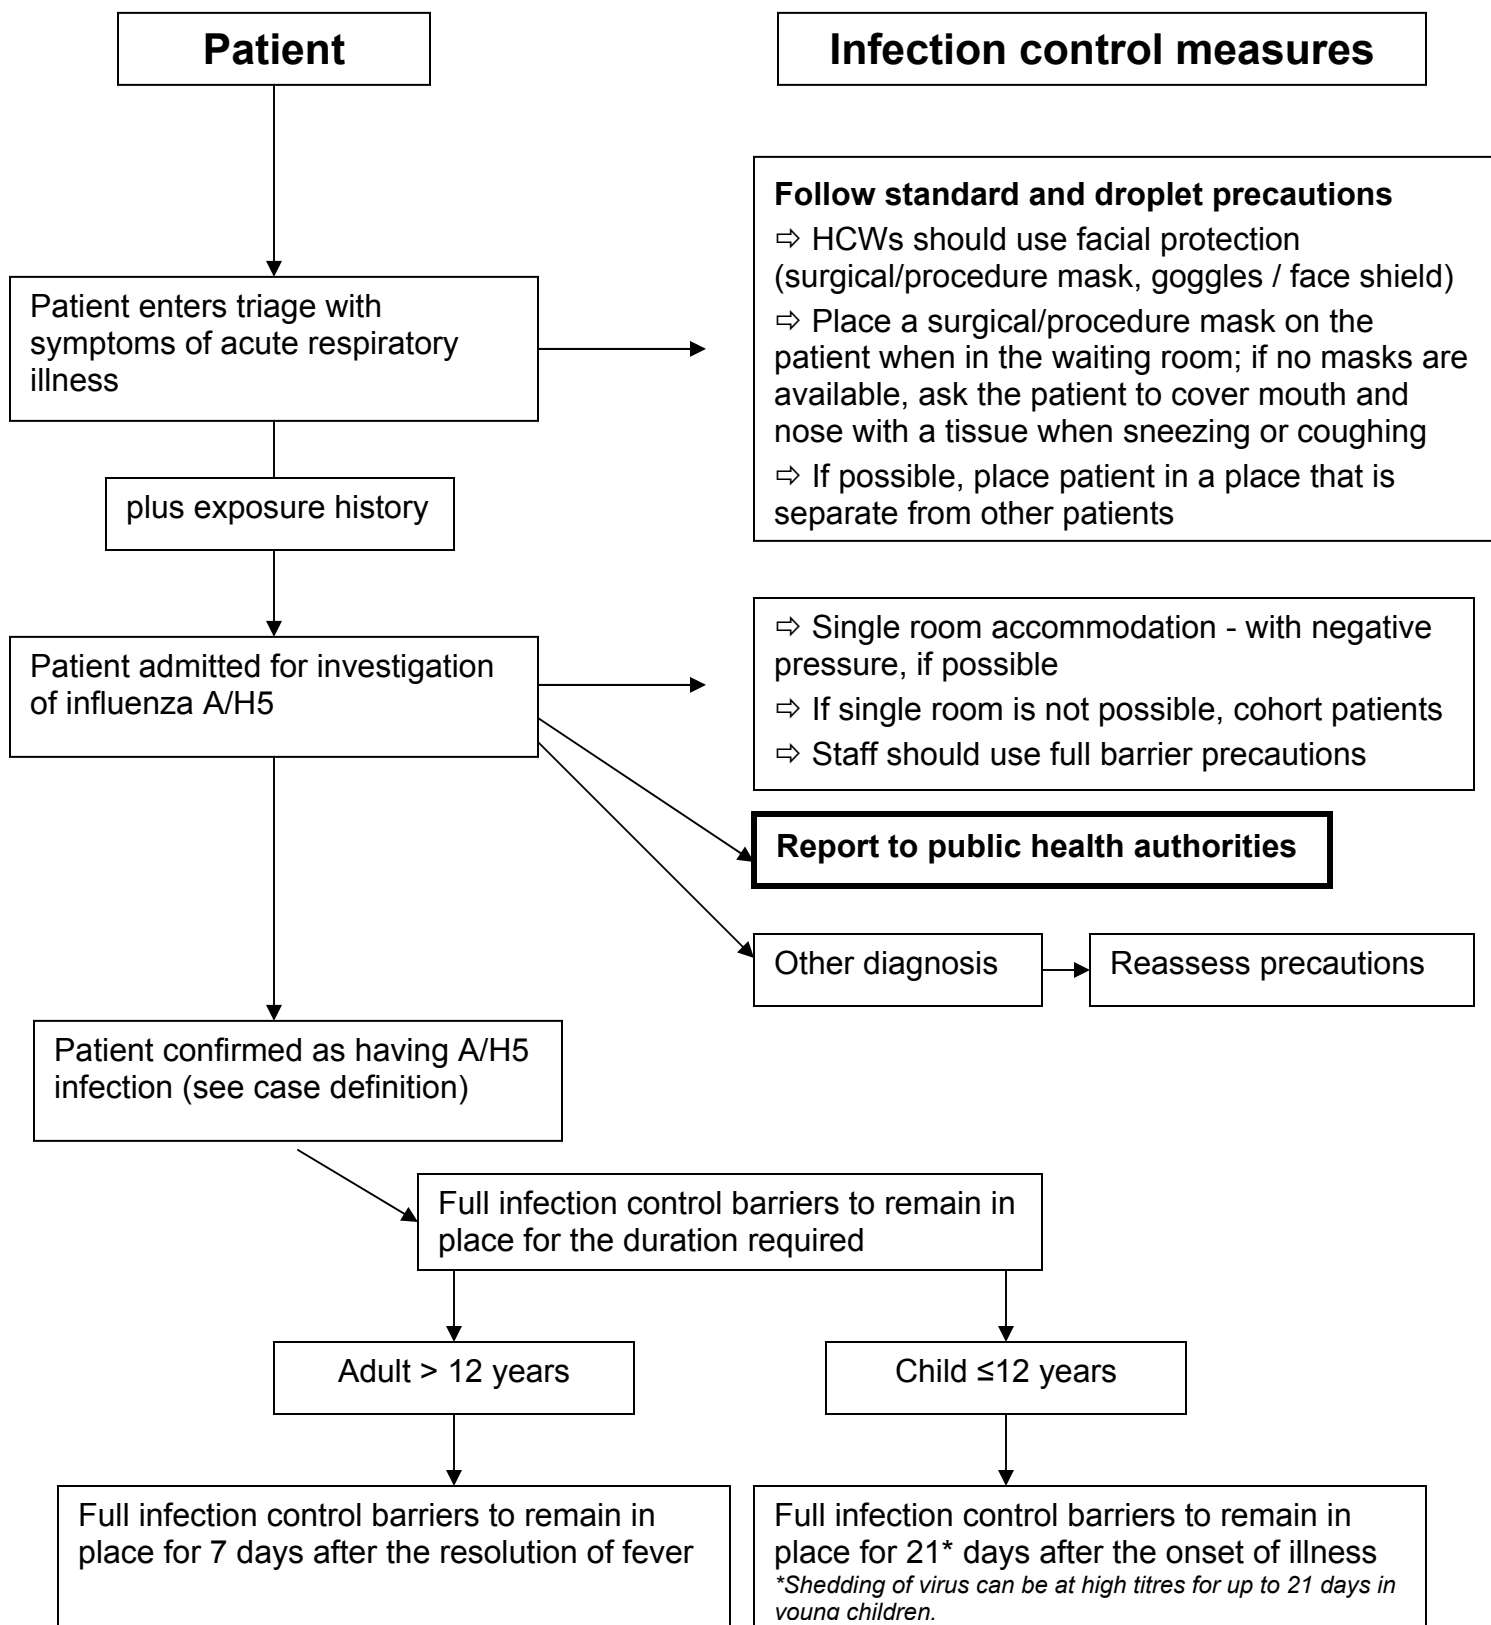 Patient
Infection control measures
Follow standard and droplet precautions
⇨ HCWs should use facial protection
(surgical/procedure mask, goggles / face shield)
⇨ Place a surgical/procedure mask on the
patient when in the waiting room; if no masks are
available, ask the patient to cover mouth and
nose with a tissue when sneezing or coughing
⇨ If possible, place patient in a place that is
separate from other patients
Patient enters triage with
symptoms of acute respiratory
illness
plus exposure history
Patient admitted for investigation
of influenza A/H5
⇨ Single room accommodation - with negative
pressure, if possible
⇨ If single room is not possible, cohort patients
⇨ Staff should use full barrier precautions
Report to public health authorities
Other diagnosis
Reassess precautions
Patient confirmed as having A/H5
infection (see case definition)
Full infection control barriers to remain in
place for the duration required
Adult > 12 years
Child ≤12 years
Full infection control barriers to remain in
place for 7 days after the resolution of fever
Full infection control barriers to remain in
place for 21* days after the onset of illness
*Shedding of virus can be at high titres for up to 21 days in
young children.